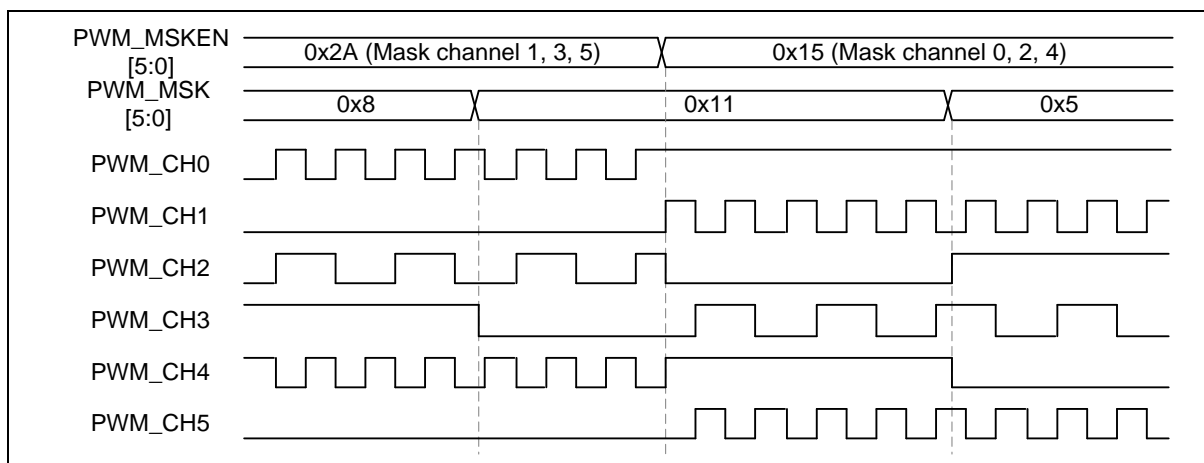 PWM_MSKEN
[5:0]
0x2A (Mask channel 1, 3, 5)
0x15 (Mask channel 0, 2, 4)
PWM_MSK
[5:0]
0x8
0x11
0x5
PWM_CH0
PWM_CH1
PWM_CH2
PWM_CH3
PWM_CH4
PWM_CH5